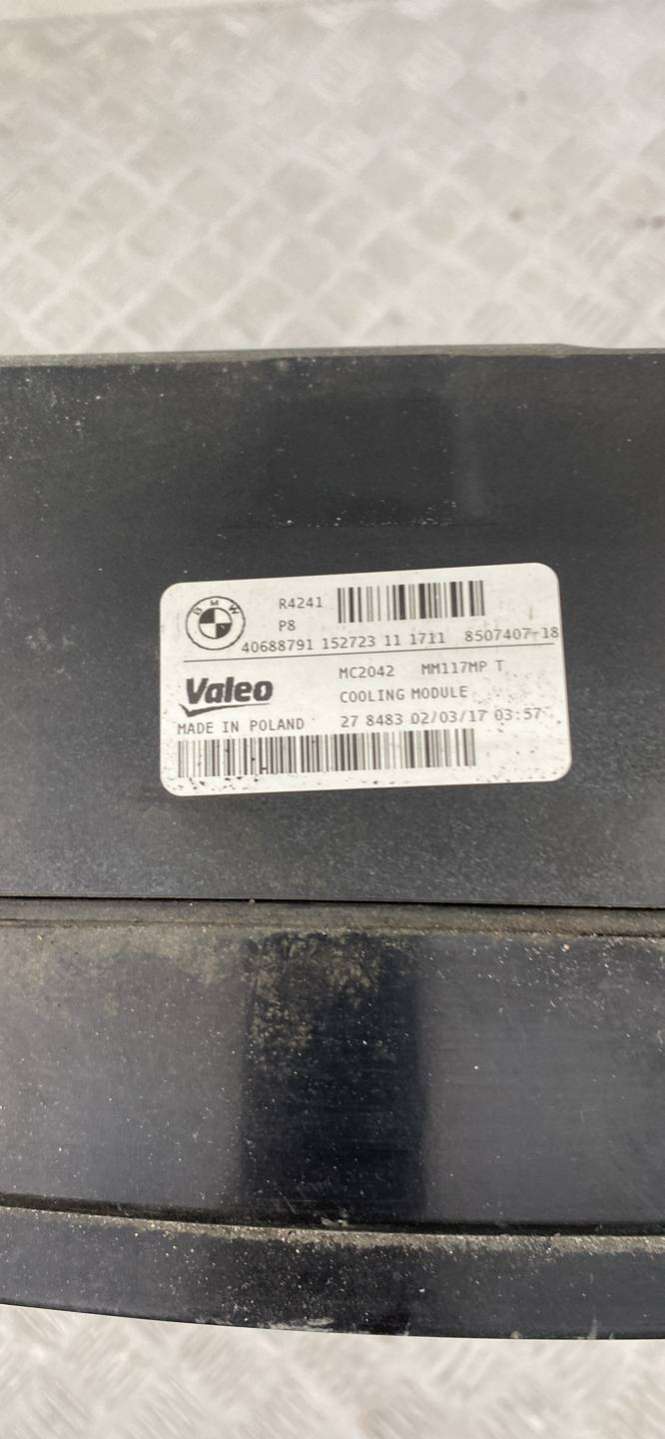 BMW
R4241
P8
40688791 152723 11 1711 8507407-18
Valeo
MC2042 MM117MP T
COOLING MODULE
MADE IN POLAND 27 8483 02/03/17 03:57